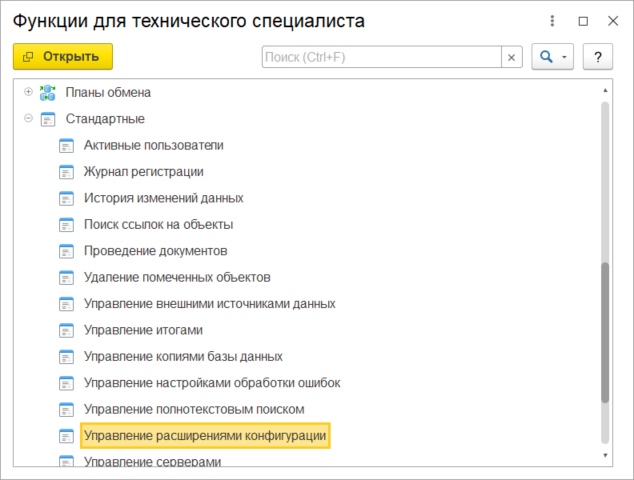 Функции для технического специалиста
Открыть
Поиск (Ctrl+F)
?
Планы обмена
Стандартные
Активные пользователи
Журнал регистрации
История изменений данных
Поиск ссылок на объекты
Проведение документов
Удаление помеченных объектов
Управление внешними источниками данных
Управление итогами
Управление копиями базы данных
Управление настройками обработки ошибок
Управление полнотекстовым поиском
Управление расширениями конфигурации
Управление серверами